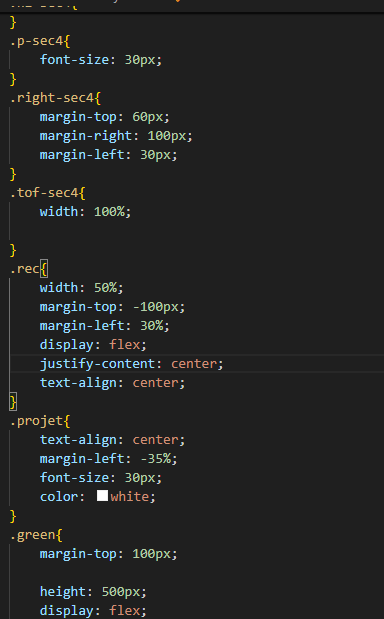 }
.p-sec4{
    font-size: 30px;
}
.right-sec4{
    margin-top: 60px;
    margin-right: 100px;
    margin-left: 30px;
}
.tof-sec4{
    width: 100%;

}
.rec{
    width: 50%;
    margin-top: -100px;
    margin-left: 30%;
    display: flex;
    justify-content: center;
    text-align: center;
}
.projet{
    text-align: center;
    margin-left: -35%;
    font-size: 30px;
    color: white;
}
.green{
    margin-top: 100px;

    height: 500px;
    display: flex;